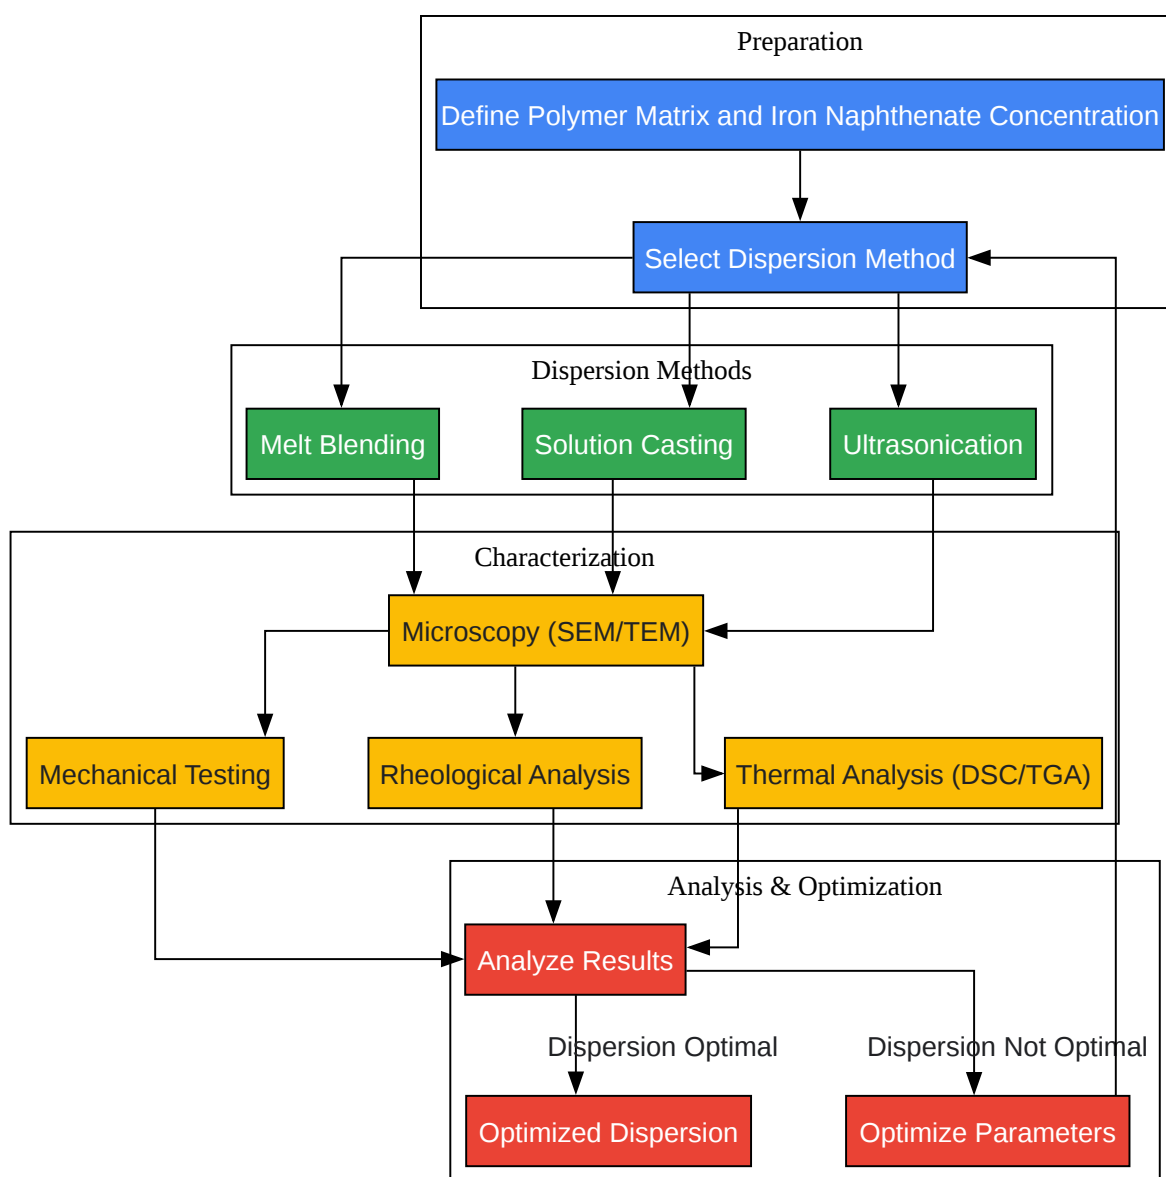 Preparation
Define Polymer Matrix and Iron Naphthenate Concentration
Select Dispersion Method
Dispersion Methods
Melt Blending
Solution Casting
Ultrasonication
Characterization
Microscopy (SEM/TEM)
Mechanical Testing
Rheological Analysis
Thermal Analysis (DSC/TGA)
Analysis & Optimization
Analyze Results
Dispersion Optimal
Dispersion Not Optimal
Optimized Dispersion
Optimize Parameters